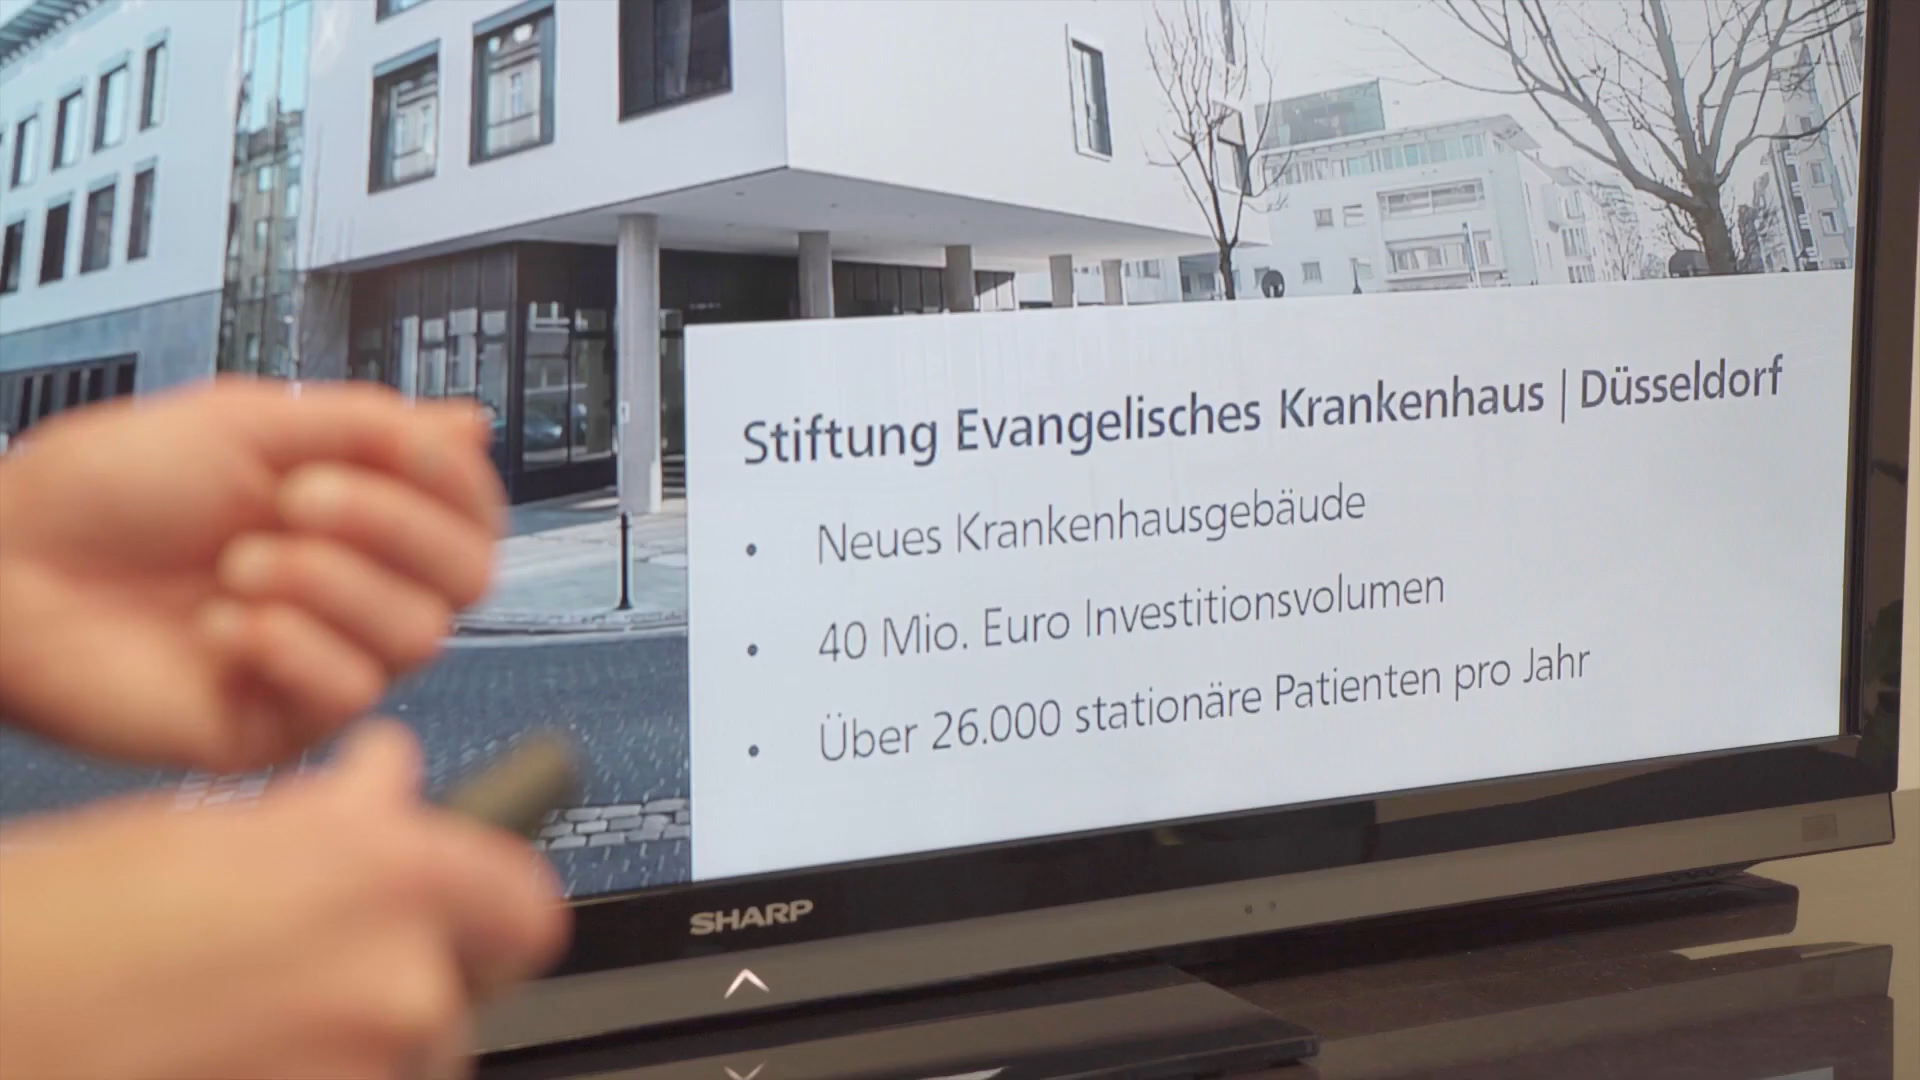 Stiftung Evangelisches Krankenhaus | Düsseldorf
• Neues Krankenhausgebäude
• 40 Mio. Euro Investitionsvolumen
• Über 26.000 stationäre Patienten pro Jahr
SHARP